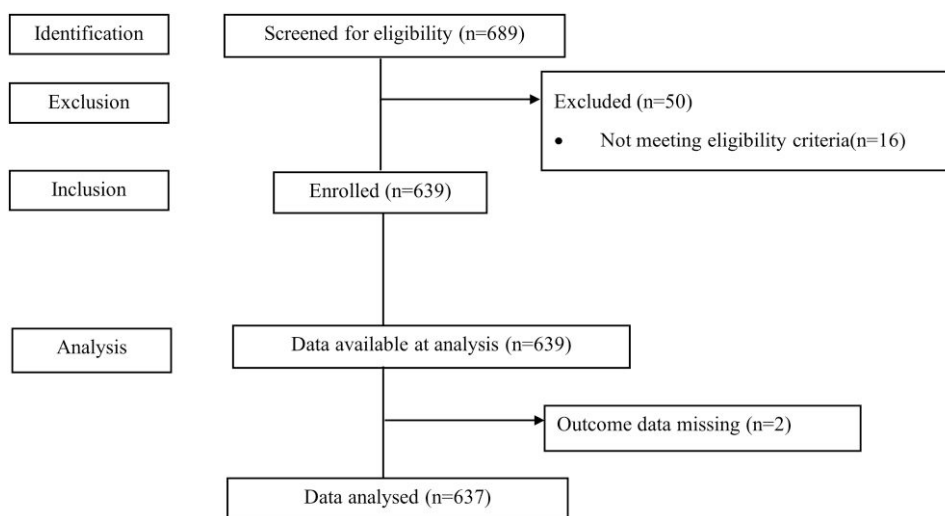 Identification
Screened for eligibility (n=689)
Exclusion
Excluded (n=50)
• Not meeting eligibility criteria(n=16)
Inclusion
Enrolled (n=639)
Analysis
Data available at analysis (n=639)
Outcome data missing (n=2)
Data analysed (n=637)